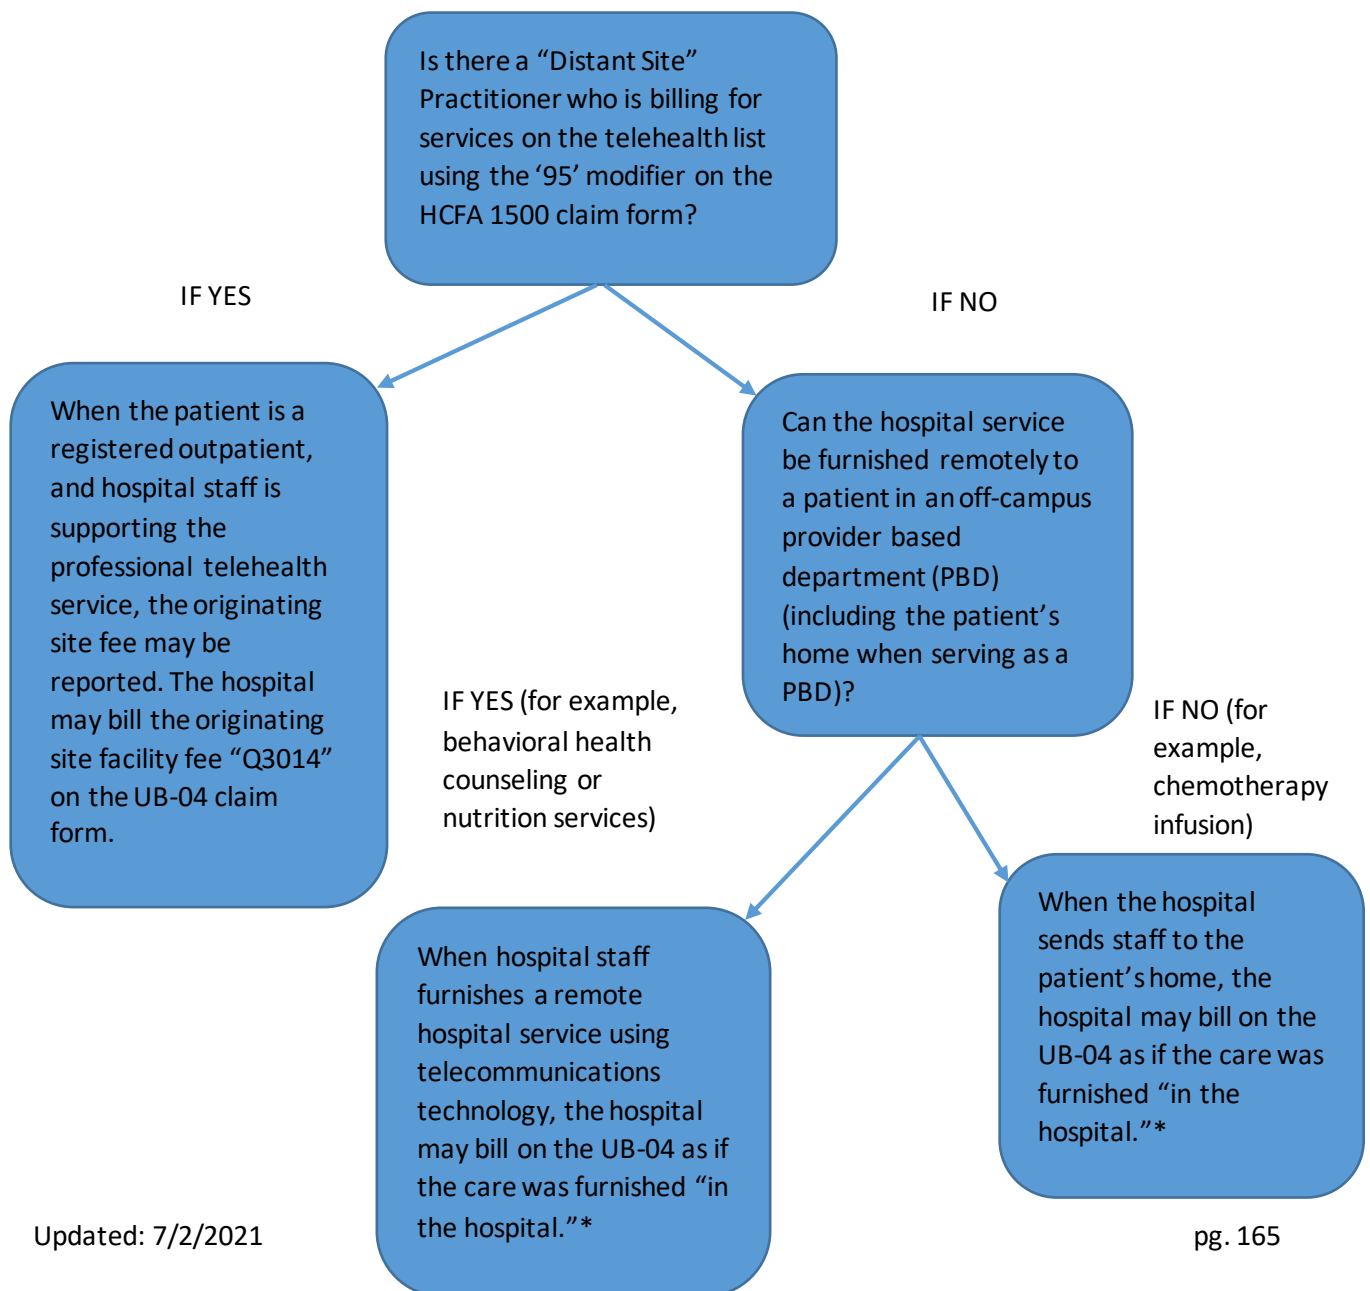 Is there a “Distant Site”
Practitioner who is billing for
services on the telehealth list
using the ‘95’ modifier on the
HCFA 1500 claim form?
IF YES
IF NO
When the patient is a
registered outpatient,
and hospital staff is
supporting the
professional telehealth
service, the originating
site fee may be
reported. The hospital
may bill the originating
site facility fee “Q3014”
on the UB-04 claim
form.
Can the hospital service
be furnished remotely to
a patient in an off-campus
provider based
department (PBD)
(including the patient’s
home when serving as a
PBD)?
IF YES (for example,
behavioral health
counseling or
nutrition services)
IF NO (for
example,
chemotherapy
infusion)
When hospital staff
furnishes a remote
hospital service using
telecommunications
technology, the hospital
may bill on the UB-04 as if
the care was furnished “in
the hospital.”*
When the hospital
sends staff to the
patient’s home, the
hospital may bill on the
UB-04 as if the care was
furnished “in the
hospital.”*
Updated: 7/2/2021
pg. 165